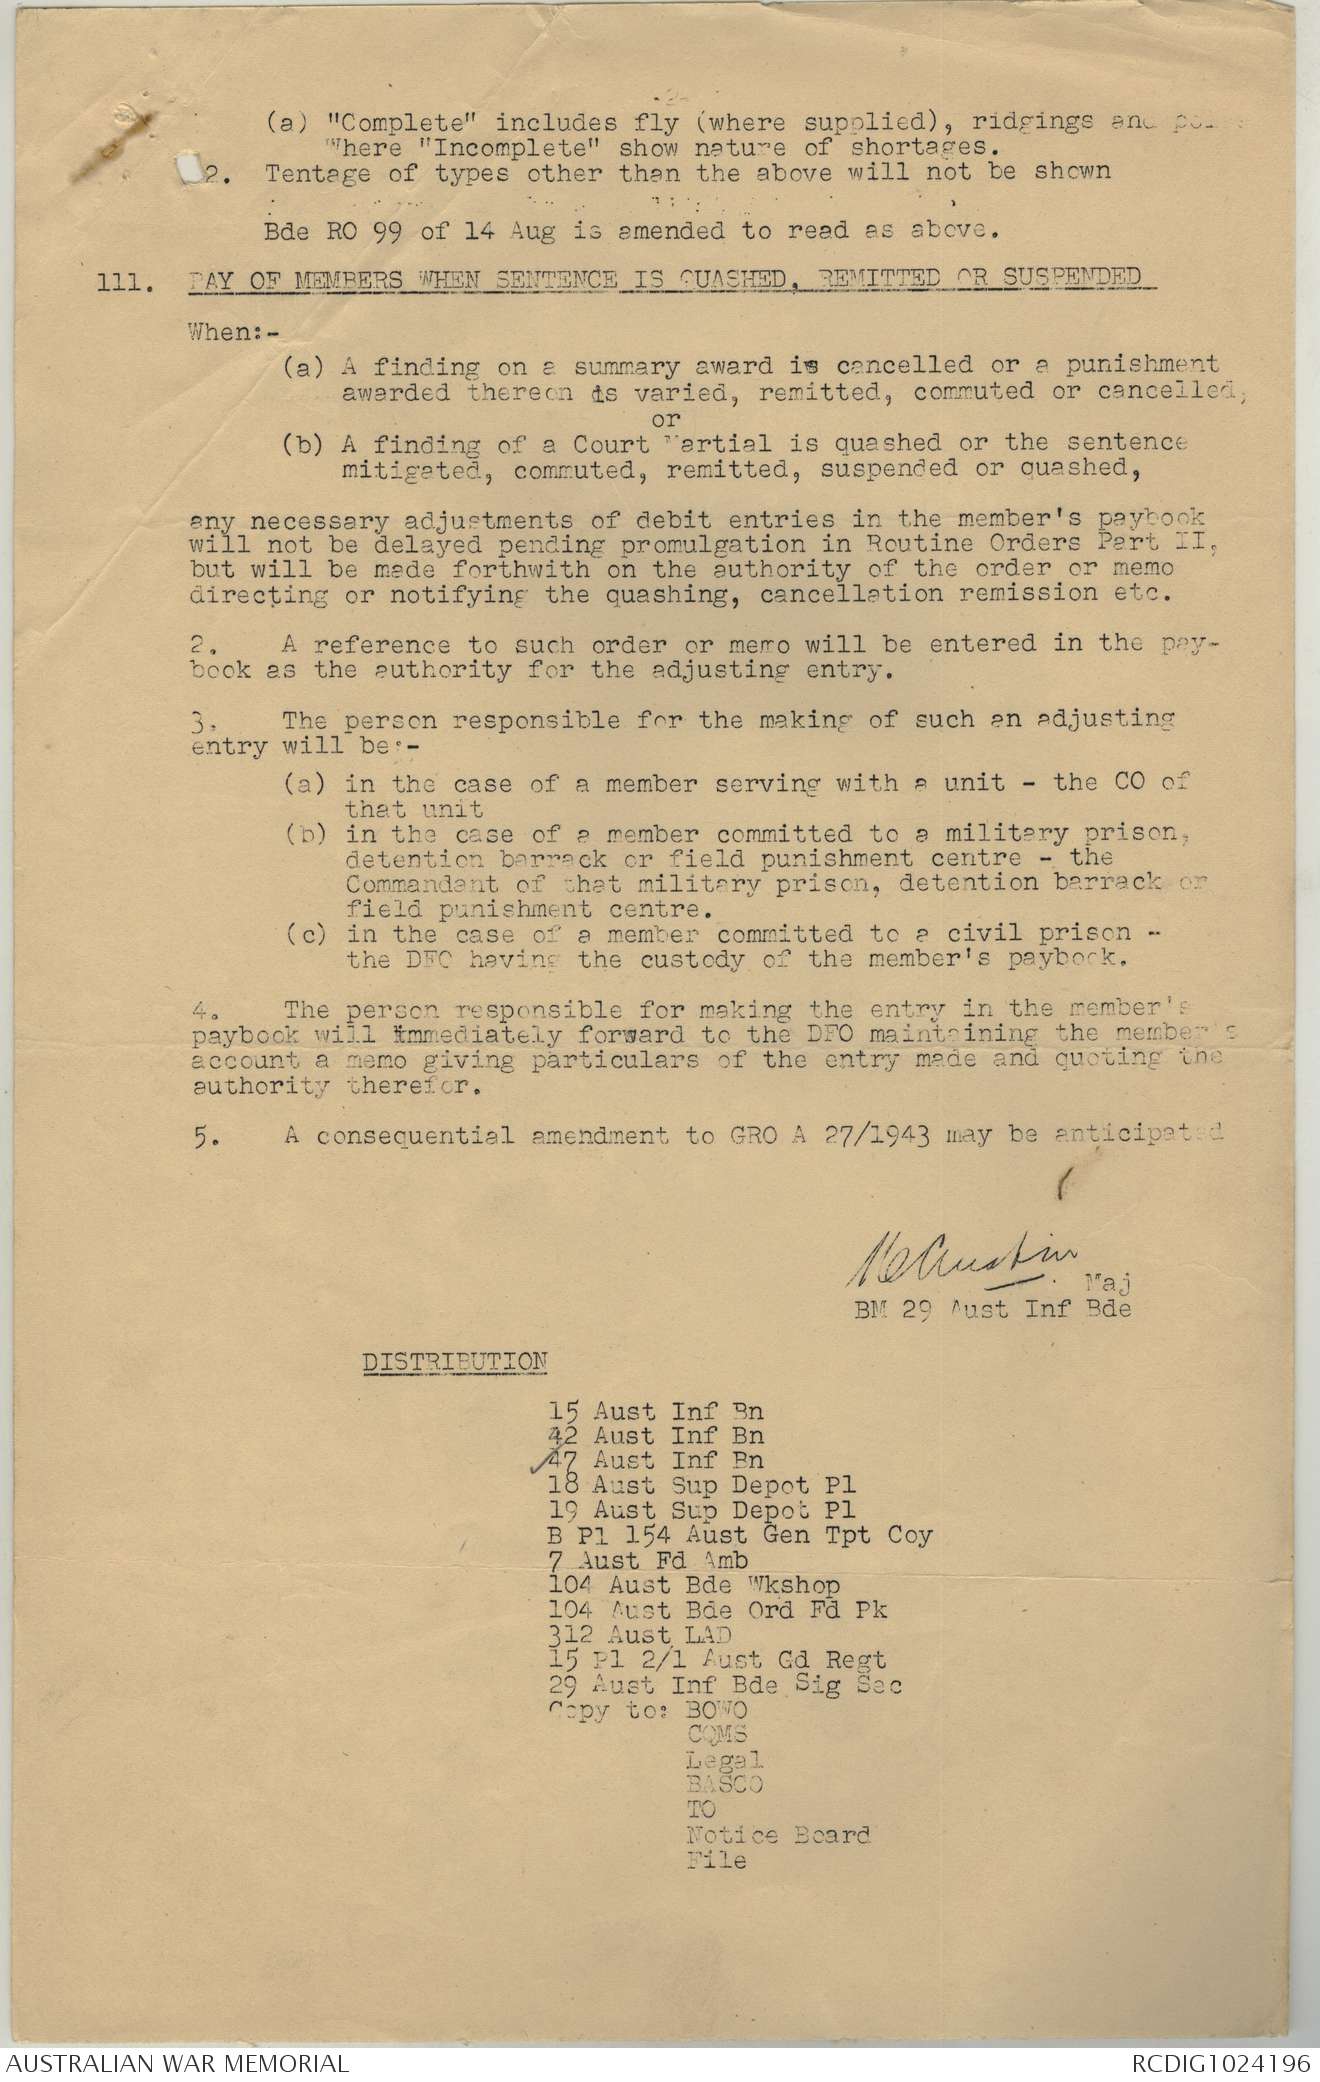 -2-
(a) "Complete" includes fly (where supplied), ridgings and
Where "Incomplete" show nature of shortages.
2. Tentage of types other than the above will not be shown
Bde RO 99 of 14 Aug is amended to read as above.
111. PAY OF MEMBERS WHEN SENTENCE IS QUASHED, REMITTED OR SUSPENDED
When:-
(a) A finding on a summary award is cancelled or a punishment
awarded thereon is varied, remitted, commuted or cancelled,
or
(b) A finding of a Court Martial is quashed or the sentence
mitigated, commuted, remitted, suspended or quashed,
any necessary adjustments of debit entries in the member's paybook
will not be delayed pending promulgation in Routine Orders Part II,
but will be made forthwith on the authority of the order or memo
directing or notifying the quashing, cancellation remission etc.
2. A reference to such order or memo will be entered in the pay-
book as the authority for the adjusting entry.
3. The person responsible for the making of such an adjusting
entry will be:-
(a) in the case of a member serving with a unit - the CO of
that unit
(b) in the case of a member committed to a military prison,
detention barrack or field punishment centre - the
Commandant of that military prison, detention barrack or
field punishment centre.
(c) in the case of a member committed to a civil prison -
the DFO having the custody of the member's paybook.
4. The person responsible for making the entry in the member's
paybook will immediately forward to the DFO maintaining the member's
account a memo giving particulars of the entry made and quoting the
authority therefor.
5. A consequential amendment to GRO A 27/1943 may be anticipated
Austin
Maj
BM 29 Aust Inf Bde
DISTRIBUTION
15 Aust Inf Bn
42 Aust Inf Bn
✓47 Aust Inf Bn
18 Aust Sup Depot Pl
19 Aust Sup Depot Pl
B Pl 154 Aust Gen Tpt Coy
7 Aust Fd Amb
104 Aust Bde Wkshop
104 Aust Bde Ord Fd Pk
312 Aust LAD
15 Pl 2/1 Aust Gd Regt
29 Aust Inf Bde Sig Sec
Copy to: BOWO
CQMS
Legal
BASCO
TO
Notice Board
File
AUSTRALIAN WAR MEMORIAL
RCDIG1024196